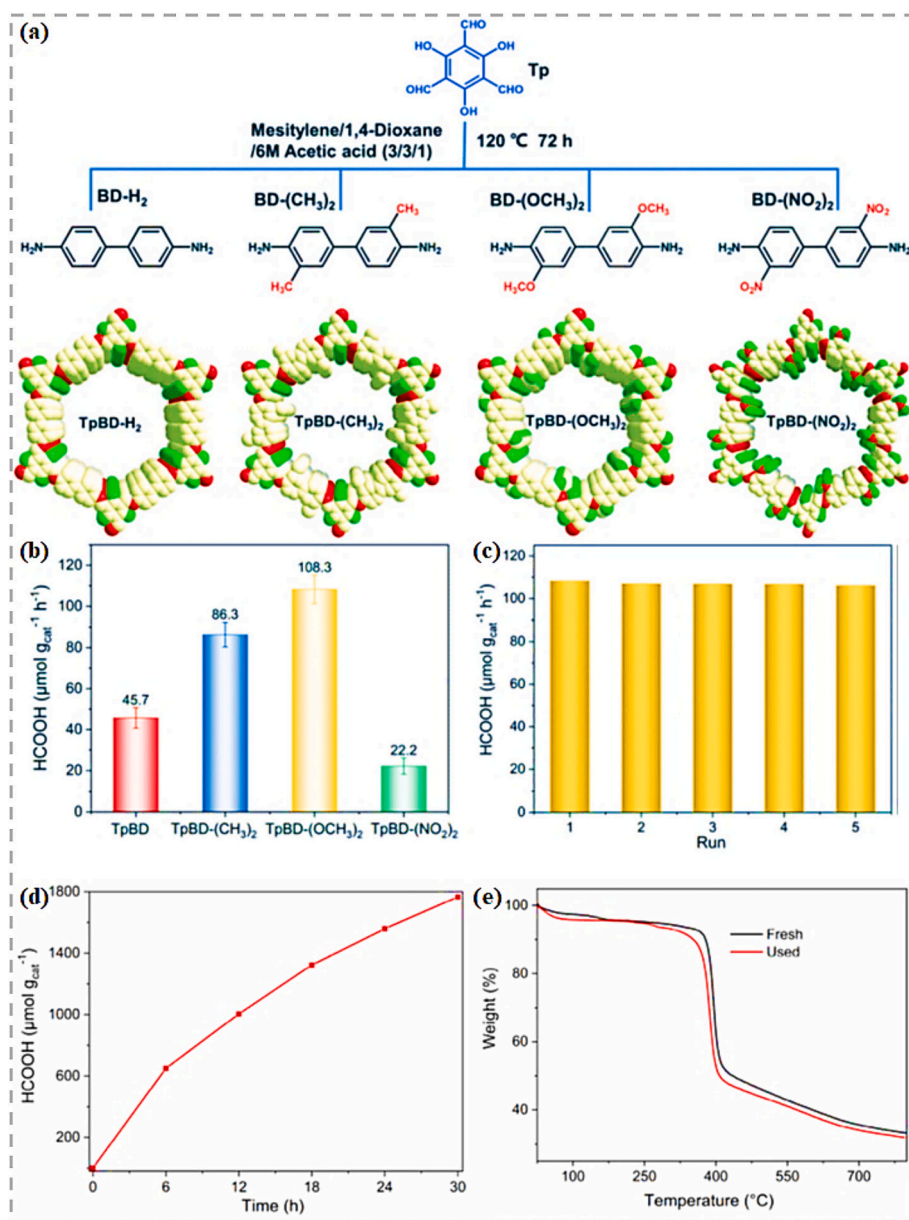 (a)
CHO
HO
OH
Tp
OHC
CHO
OH
Mesitylene/1,4-Dioxane
/6M Acetic acid (3/3/1)
120 ℃ 72 h
BD-H₂
BD-(CH₃)₂
BD-(OCH₃)₂
BD-(NO₂)₂
CH₃
OCH₃
NO₂
H₂N
NH₂
H₂N
NH₂
H₂N
NH₂
H₂N
NH₂
H₃C
H₃CO
O₂N
TpBD-H₂
TpBD-(CH₃)₂
TpBD-(OCH₃)₂
TpBD-(NO₂)₂
(b)
HCOOH (μmol gcat⁻¹ h⁻¹)
120
100
80
60
40
20
0
45.7
86.3
108.3
22.2
TpBD
TpBD-(CH₃)₂
TpBD-(OCH₃)₂
TpBD-(NO₂)₂
(c)
HCOOH (μmol gcat⁻¹ h⁻¹)
120
100
80
60
40
20
0
1 2 3 4 5
Run
(d)
HCOOH (μmol gcat⁻¹)
1800
1400
1000
600
200
0 6 12 18 24 30
Time (h)
(e)
Weight (%)
100
80
60
40
Fresh
Used
100 250 400 550 700
Temperature (°C)